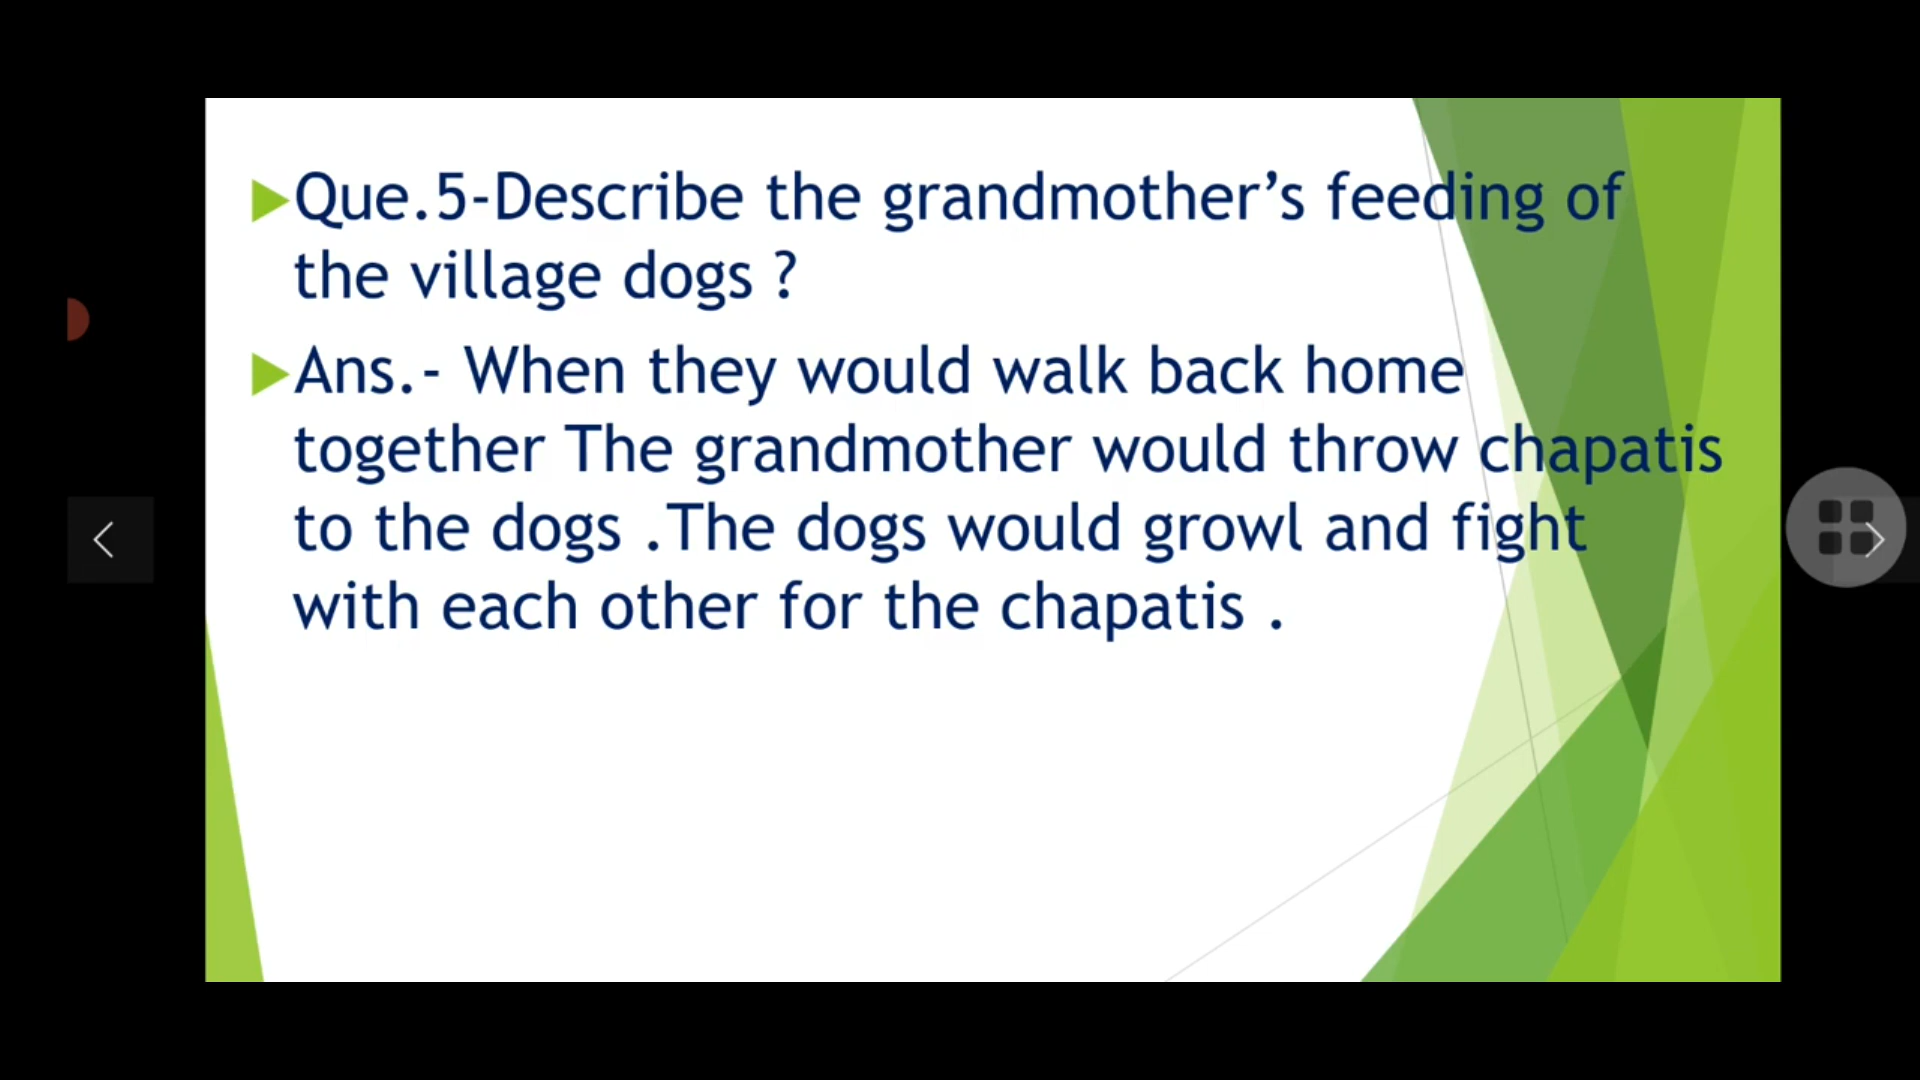 Que.5-Describe the grandmother’s feeding of
the village dogs ?
Ans.- When they would walk back home
together The grandmother would throw chapatis
to the dogs .The dogs would growl and fight
with each other for the chapatis .